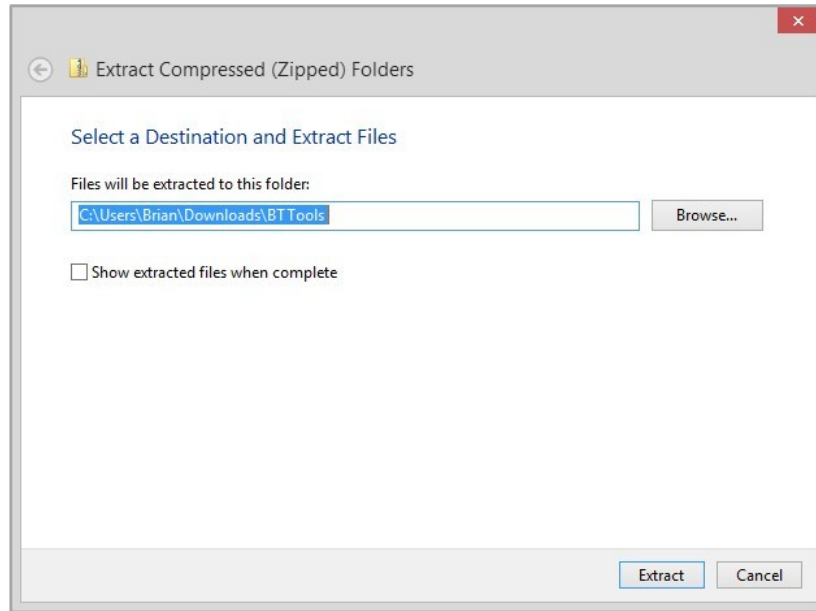 Extract Compressed (Zipped) Folders
Select a Destination and Extract Files
Files will be extracted to this folder:
C:\Users\Brian\Downloads\BTTools
Browse...
Show extracted files when complete
Extract
Cancel